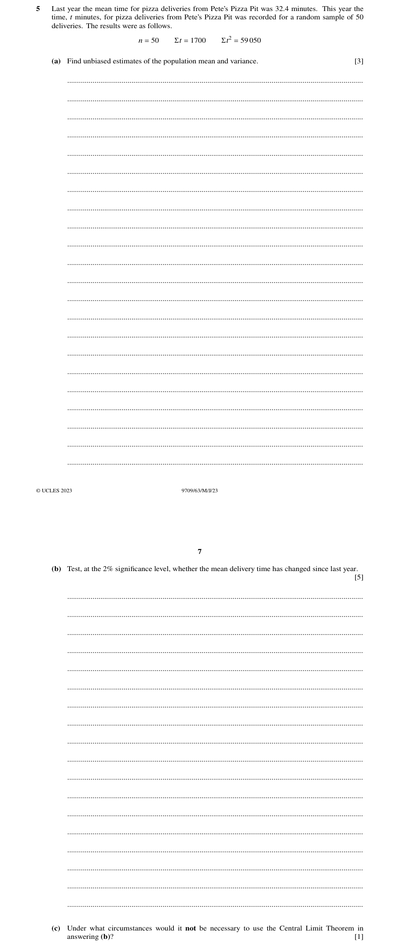 5 Last year the mean time for pizza deliveries from Pete's Pizza Pit was 32.4 minutes. This year the
time, t minutes, for pizza deliveries from Pete's Pizza Pit was recorded for a random sample of 50
deliveries. The results were as follows.
n = 50 Σt = 1700 Σt² = 59050
(a) Find unbiased estimates of the population mean and variance. [3]
© UCLES 2023 9709/63/M/J/23
7
(b) Test, at the 2% significance level, whether the mean delivery time has changed since last year.
[5]
(c) Under what circumstances would it not be necessary to use the Central Limit Theorem in
answering (b)? [1]